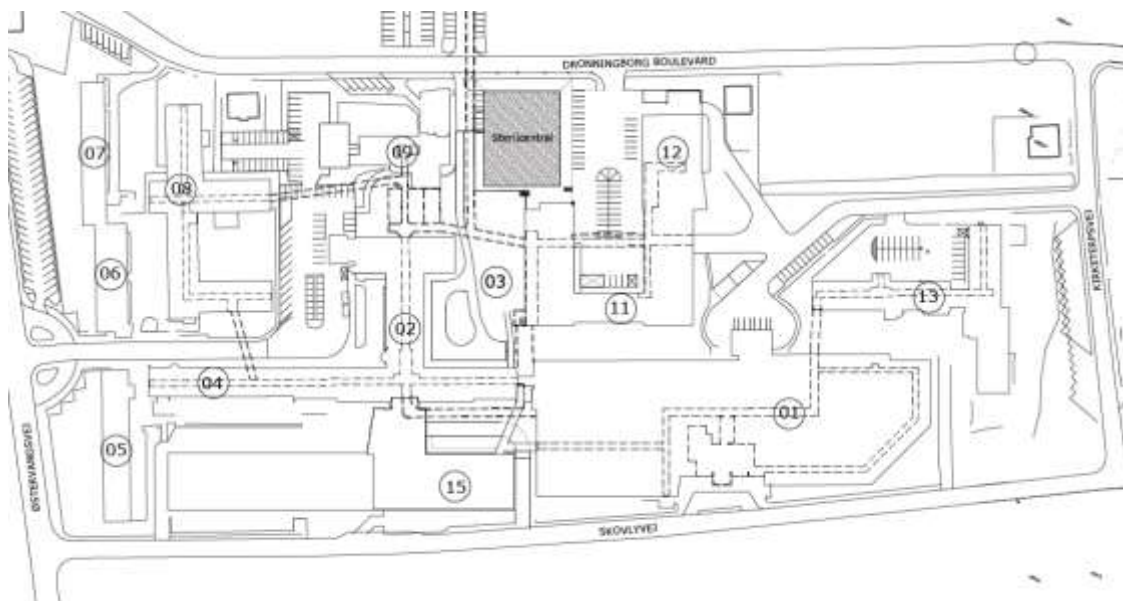 DRONNINGBORG BOULEVARD
Sterilcentral
07
09
12
08
KIRKETERPSVEJ
06
03
13
11
02
04
01
ØSTERVANGSVEJ
05
15
SKOVLYVEJ